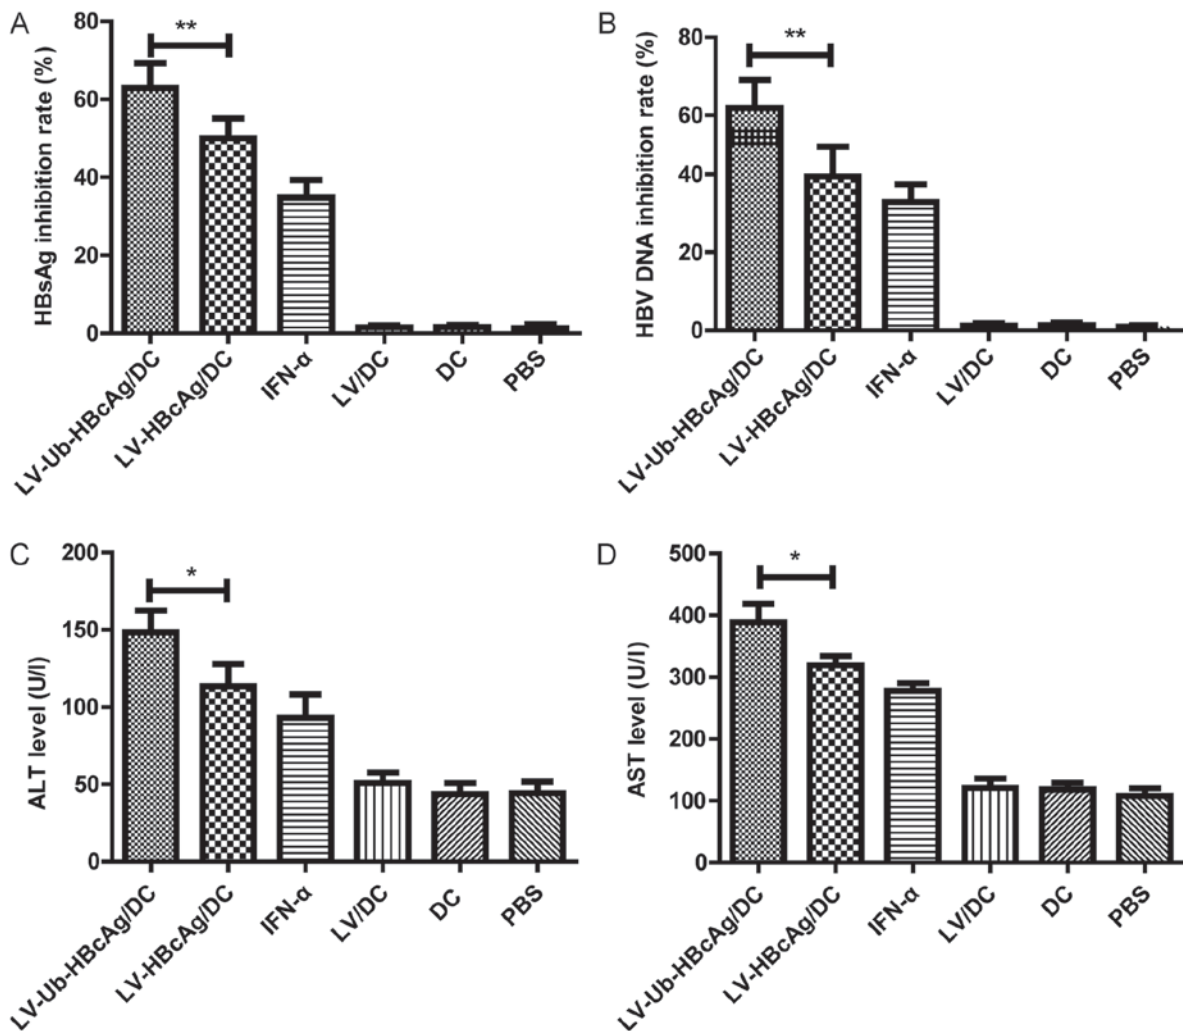 A
HBsAg inhibition rate (%)
80
60
40
20
0
**
LV-Ub-HBcAg/DC
LV-HBcAg/DC
IFN-α
LV/DC
DC
PBS
B
HBV DNA inhibition rate (%)
80
60
40
20
0
**
LV-Ub-HBcAg/DC
LV-HBcAg/DC
IFN-α
LV/DC
DC
PBS
C
ALT level (U/l)
200
150
100
50
0
*
LV-Ub-HBcAg/DC
LV-HBcAg/DC
IFN-α
LV/DC
DC
PBS
D
AST level (U/l)
500
400
300
200
100
0
*
LV-Ub-HBcAg/DC
LV-HBcAg/DC
IFN-α
LV/DC
DC
PBS